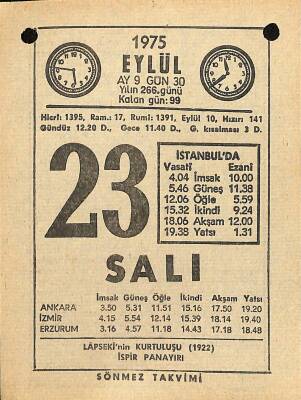 1975
EYLÜL
AY 9 GÜN 30
Yılın 266.günü
Kalan gün: 99
Hicri: 1395, Ram.: 17, Rumi: 1391, Eylül 10, Hızır: 141
Gündüz 12.20 D., Gece 11.40 D., G. kısalması 3 D.
23
İSTANBUL'DA
Vasatî Ezanî
4.04 İmsak 10.00
5.46 Güneş 11.38
12.06 Öğle 5.59
15.32 İkindi 9.24
18.06 Akşam 12.00
19.38 Yatsı 1.31
SALI
İmsak Güneş Öğle İkindi Akşam Yatsı
ANKARA 3.50 5.31 11.51 15.16 17.50 19.20
İZMİR 4.15 5.54 12.14 15.39 18.14 19.40
ERZURUM 3.16 4.57 11.18 14.43 17.18 18.48
LÂPSEKİ'nin KURTULUŞU (1922)
İSPİR PANAYIRI
SÖNMEZ TAKVİMİ